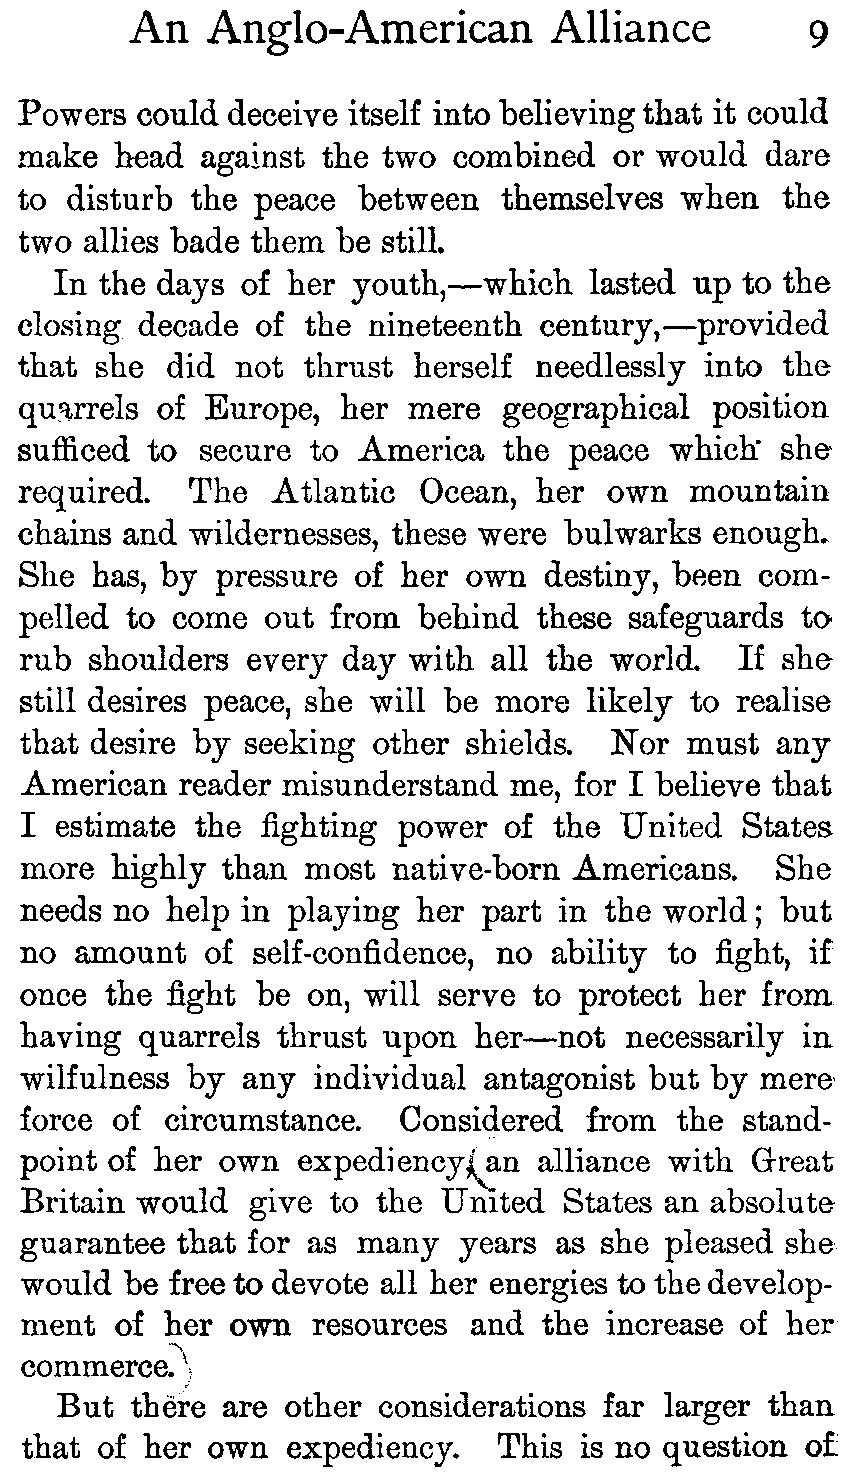 An Anglo-American Alliance 9
Powers could deceive itself into believing that it could
make head against the two combined or would dare
to disturb the peace between themselves when the
two allies bade them be still.
In the days of her youth,—which lasted up to the
closing decade of the nineteenth century,—provided
that she did not thrust herself needlessly into the
quarrels of Europe, her mere geographical position
sufficed to secure to America the peace which she
required. The Atlantic Ocean, her own mountain
chains and wildernesses, these were bulwarks enough.
She has, by pressure of her own destiny, been com-
pelled to come out from behind these safeguards to
rub shoulders every day with all the world. If she
still desires peace, she will be more likely to realise
that desire by seeking other shields. Nor must any
American reader misunderstand me, for I believe that
I estimate the fighting power of the United States
more highly than most native-born Americans. She
needs no help in playing her part in the world; but
no amount of self-confidence, no ability to fight, if
once the fight be on, will serve to protect her from
having quarrels thrust upon her—not necessarily in
wilfulness by any individual antagonist but by mere
force of circumstance. Considered from the stand-
point of her own expediency, an alliance with Great
Britain would give to the United States an absolute
guarantee that for as many years as she pleased she
would be free to devote all her energies to the develop-
ment of her own resources and the increase of her
commerce.
But there are other considerations far larger than
that of her own expediency. This is no question of